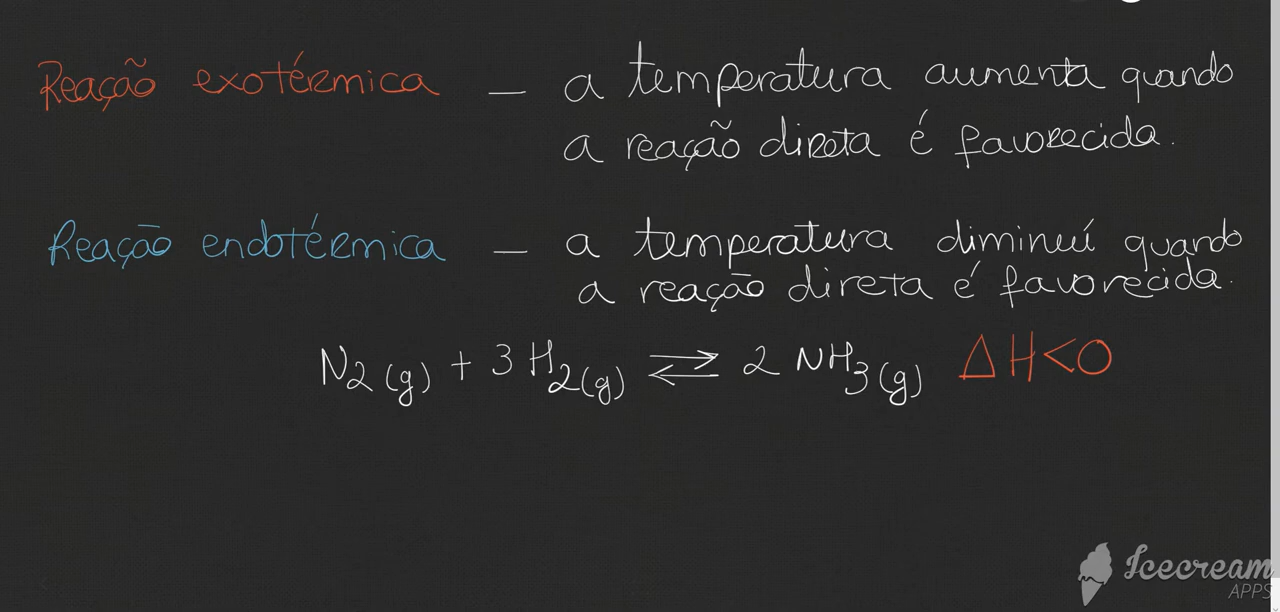 Reação exotérmica — a temperatura aumenta quando
a reação direta é favorecida.
Reação endotérmica — a temperatura diminuí quando
a reação direta é favorecida.
N₂(g) + 3 H₂(g) ⇄ 2 NH₃(g) ΔH<0
Icecream
APPS